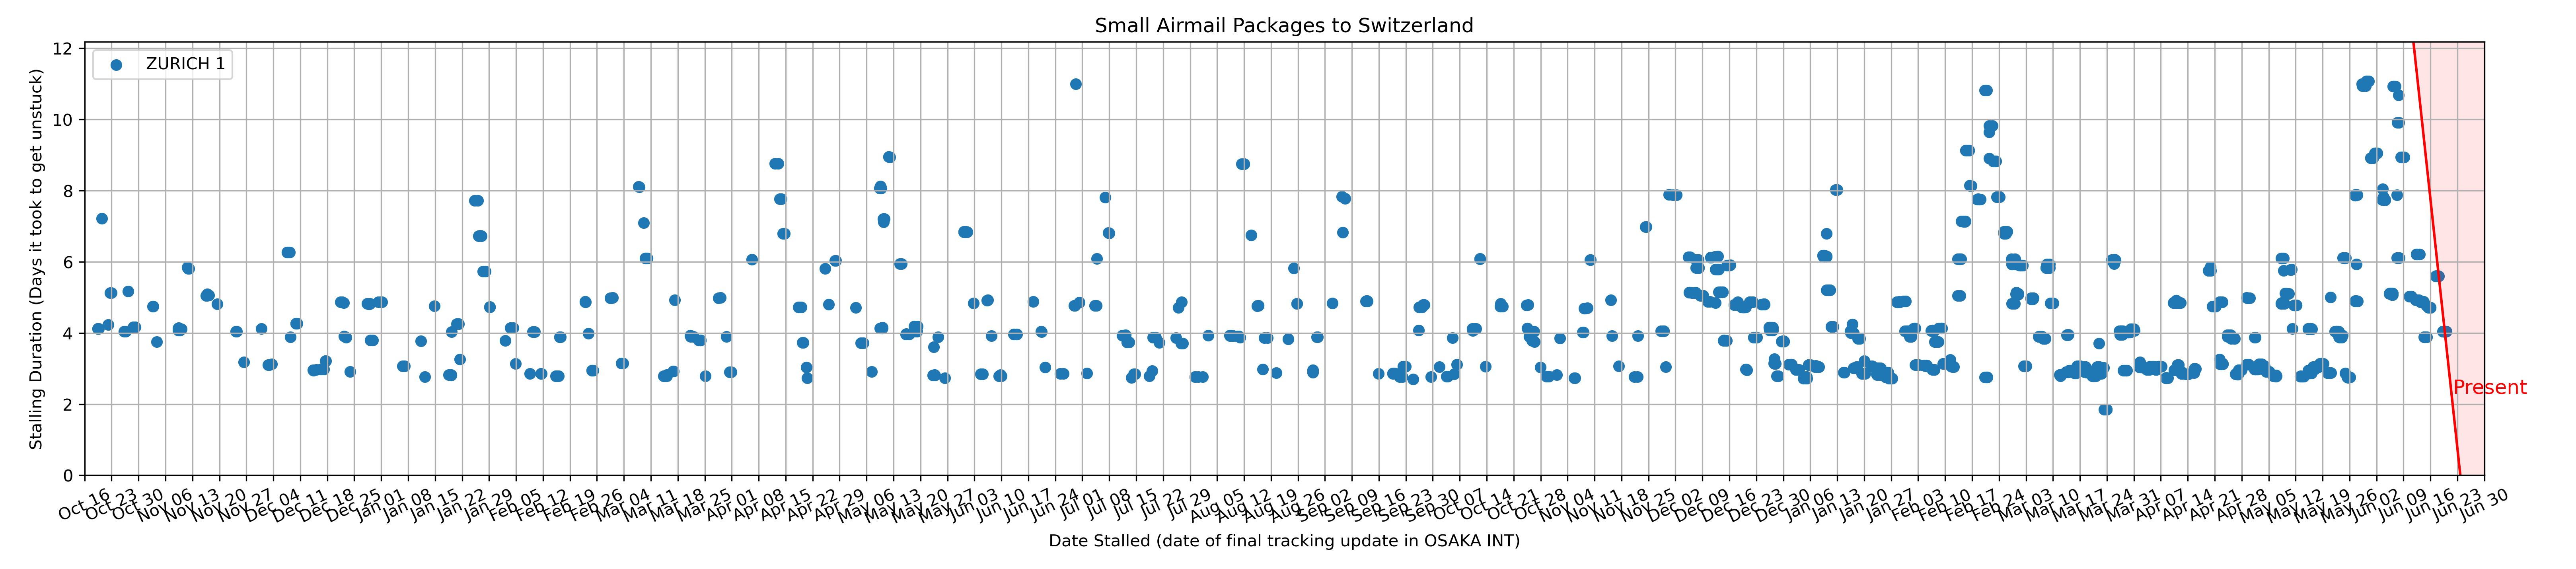 Small Airmail Packages to Switzerland
12
ZURICH 1
10
8
6
4
2
0
Stalling Duration (Days it took to get unstuck)
Present
Oct 16
Oct 23
Oct 30
Nov 06
Nov 13
Nov 20
Nov 27
Dec 04
Dec 11
Dec 18
Dec 25
Jan 01
Jan 08
Jan 15
Jan 22
Jan 29
Feb 05
Feb 12
Feb 19
Feb 26
Mar 04
Mar 11
Mar 18
Mar 25
Apr 01
Apr 08
Apr 15
Apr 22
Apr 29
May 06
May 13
May 20
May 27
Jun 03
Jun 10
Jun 17
Jun 24
Jul 01
Jul 08
Jul 15
Jul 22
Jul 29
Aug 05
Aug 12
Aug 19
Aug 26
Sep 02
Sep 09
Sep 16
Sep 23
Sep 30
Oct 07
Oct 14
Oct 21
Oct 28
Nov 04
Nov 11
Nov 18
Nov 25
Dec 02
Dec 09
Dec 16
Dec 23
Dec 30
Jan 06
Jan 13
Jan 20
Jan 27
Feb 03
Feb 10
Feb 17
Feb 24
Mar 03
Mar 10
Mar 17
Mar 24
Mar 31
Apr 07
Apr 14
Apr 21
Apr 28
May 05
May 12
May 19
May 26
Jun 02
Jun 09
Jun 16
Jun 23
Jun 30
Date Stalled (date of final tracking update in OSAKA INT)